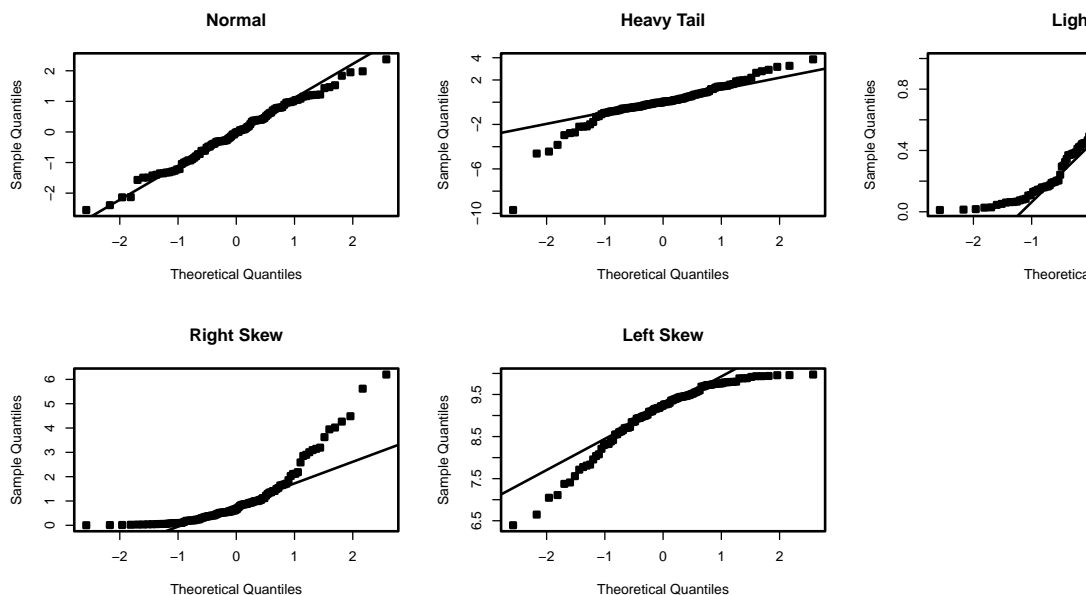 Normal
Sample Quantiles
2
1
0
−1
−2
−2 −1 0 1 2
Theoretical Quantiles
Heavy Tail
Sample Quantiles
4
2
−2
−6
−10
−2 −1 0 1 2
Theoretical Quantiles
Ligh
Sample Quantiles
0.8
0.4
0.0
−2 −1
Theoretica
Right Skew
Sample Quantiles
6
5
4
3
2
1
0
−2 −1 0 1 2
Theoretical Quantiles
Left Skew
Sample Quantiles
9.5
8.5
7.5
6.5
−2 −1 0 1 2
Theoretical Quantiles